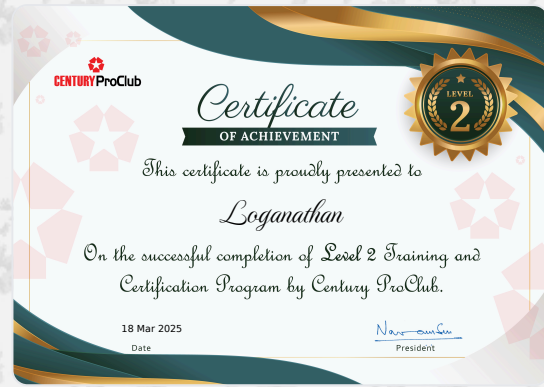 CENTURY ProClub
LEVEL
2
Certificate
OF ACHIEVEMENT
This certificate is proudly presented to
Loganathan
On the successful completion of Level 2 Training and
Certification Program by Century ProClub.
18 Mar 2025
Date
President